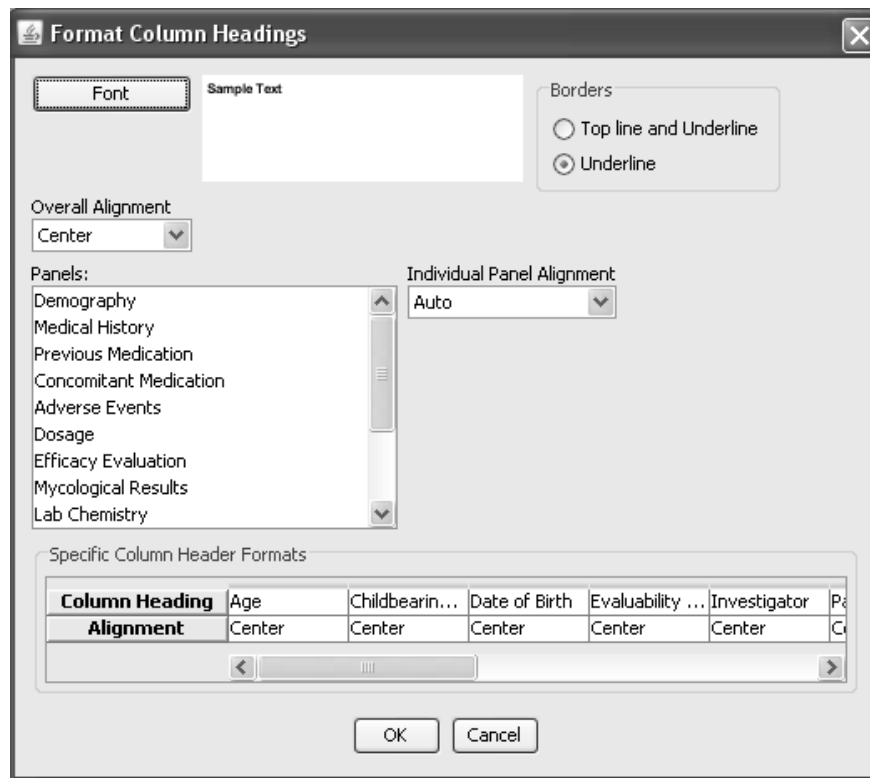 Format Column Headings
Font
Sample Text
Borders
Top line and Underline
Underline
Overall Alignment
Center
Panels:
Individual Panel Alignment
Auto
Demography
Medical History
Previous Medication
Concomitant Medication
Adverse Events
Dosage
Efficacy Evaluation
Mycological Results
Lab Chemistry
Specific Column Header Formats
Column Heading Age Childbearin... Date of Birth Evaluability ... Investigator
Alignment Center Center Center Center Center
OK Cancel